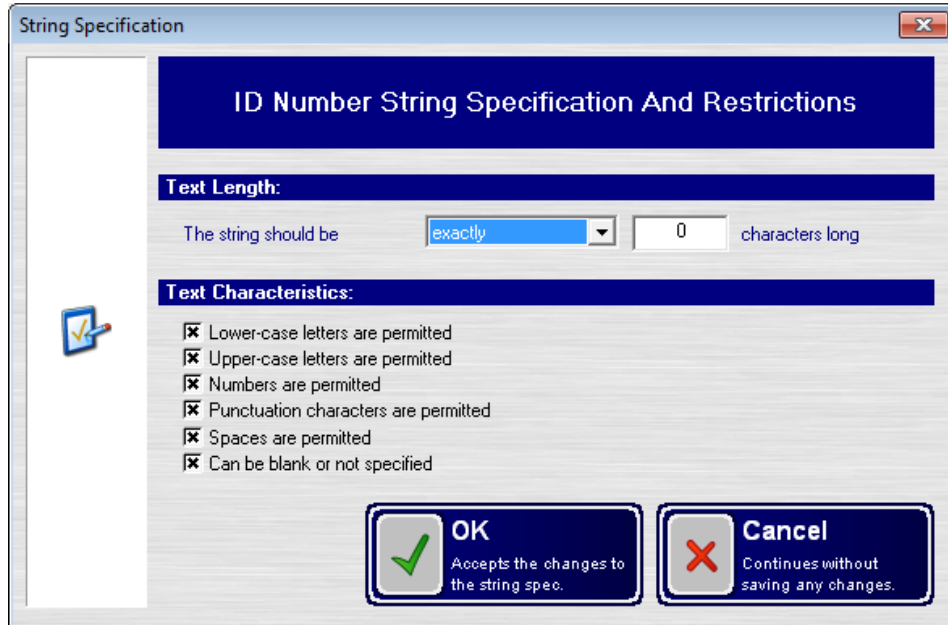 String Specification
ID Number String Specification And Restrictions
Text Length:
The string should be exactly 0 characters long
Text Characteristics:
Lower-case letters are permitted
Upper-case letters are permitted
Numbers are permitted
Punctuation characters are permitted
Spaces are permitted
Can be blank or not specified
OK
Accepts the changes to
the string spec.
Cancel
Continues without
saving any changes.